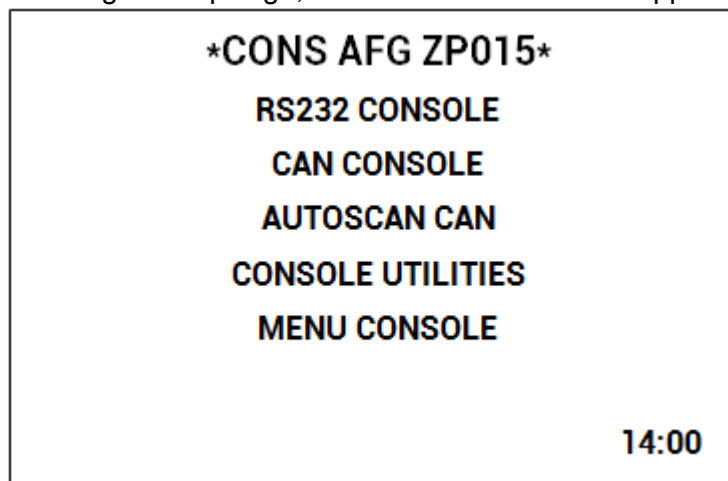 *CONS AFG ZP015*
RS232 CONSOLE
CAN CONSOLE
AUTOSCAN CAN
CONSOLE UTILITIES
MENU CONSOLE
14:00